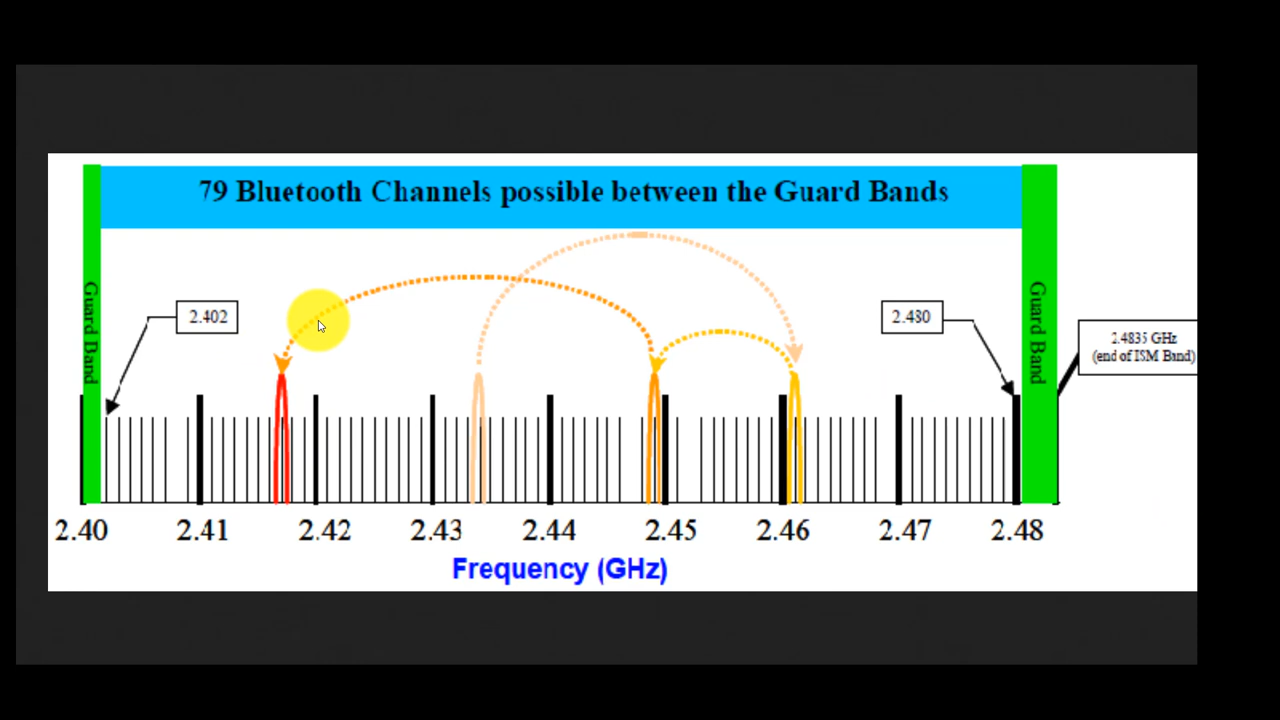 79 Bluetooth Channels possible between the Guard Bands
Guard Band
2.402
2.480
Guard Band
2.4835 GHz
(end of ISM Band)
2.40 2.41 2.42 2.43 2.44 2.45 2.46 2.47 2.48
Frequency (GHz)